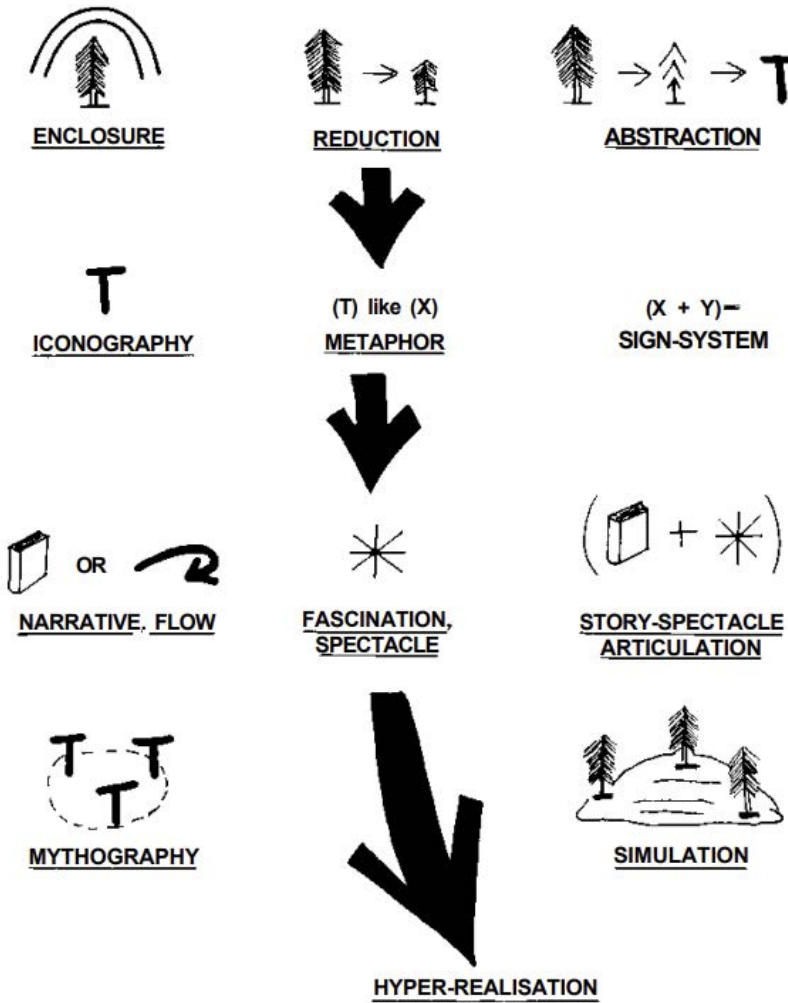 ENCLOSURE
REDUCTION
ABSTRACTION
T
T
ICONOGRAPHY
(T) like (X)
METAPHOR
(X + Y)–
SIGN-SYSTEM
OR
NARRATIVE, FLOW
FASCINATION,
SPECTACLE
( + )
STORY-SPECTACLE
ARTICULATION
T T
T
MYTHOGRAPHY
SIMULATION
HYPER-REALISATION